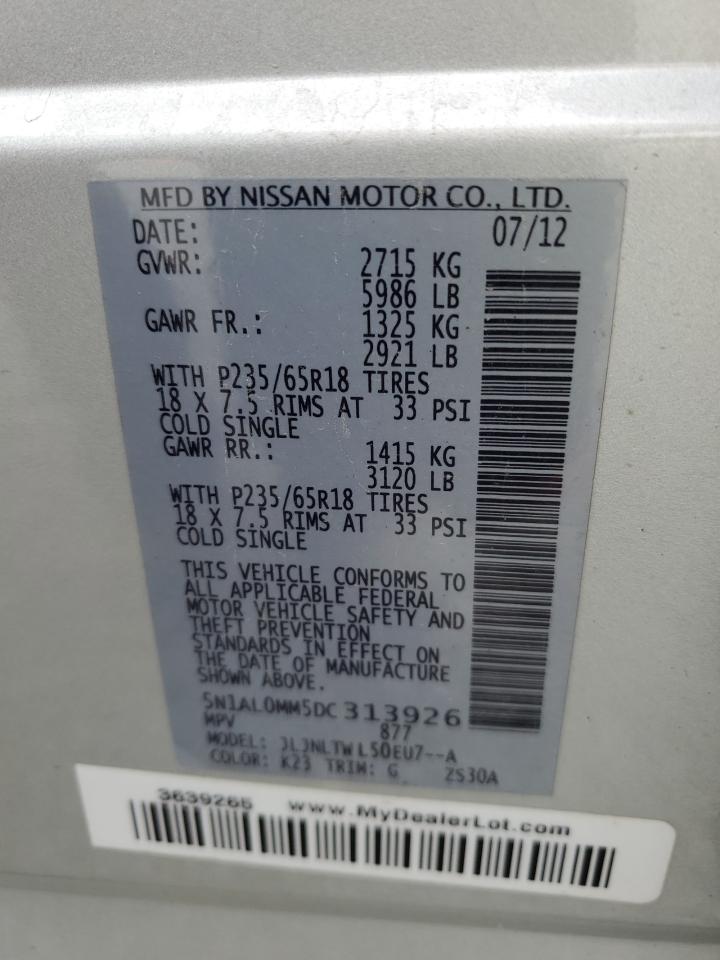 MFD BY NISSAN MOTOR CO., LTD.
DATE: 07/12
GVWR: 2715 KG
5986 LB
GAWR FR.: 1325 KG
2921 LB
WITH P235/65R18 TIRES
18 X 7.5 RIMS AT 33 PSI
COLD SINGLE
GAWR RR.: 1415 KG
3120 LB
WITH P235/65R18 TIRES
18 X 7.5 RIMS AT 33 PSI
COLD SINGLE
THIS VEHICLE CONFORMS TO
ALL APPLICABLE FEDERAL
MOTOR VEHICLE SAFETY AND
THEFT PREVENTION
STANDARDS IN EFFECT ON
THE DATE OF MANUFACTURE
SHOWN ABOVE.
5N1AL0MM5DC313926
MPV 877
MODEL: JLJNLTWL50EU7--A
COLOR: K23 TRIM: G ZS30A
3639265 www.MyDealerLot.com